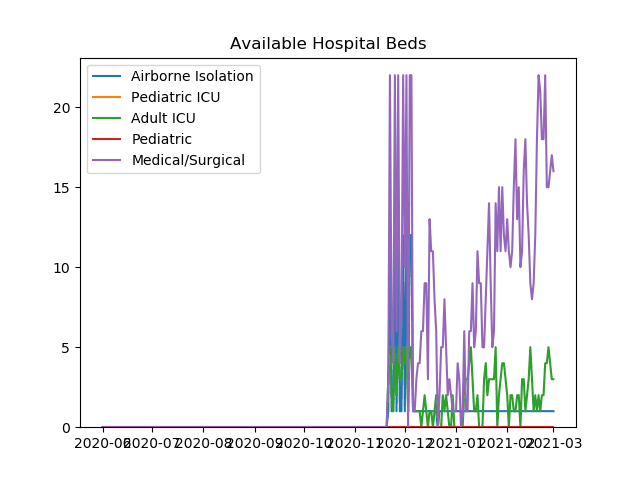 Available Hospital Beds
Airborne Isolation
Pediatric ICU
Adult ICU
Pediatric
Medical/Surgical
20
15
10
5
0
2020-06 2020-07 2020-08 2020-09 2020-10 2020-11 2020-12 2021-01 2021-02 2021-03